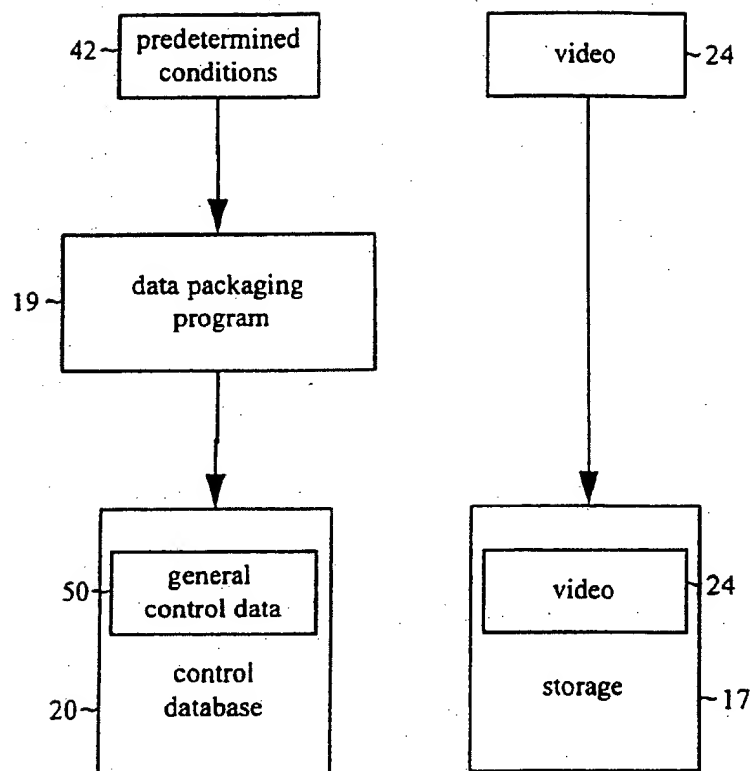 42
predetermined
conditions
video
24
19
data packaging
program
50
general
control data
control
database
20
video
24
storage
17